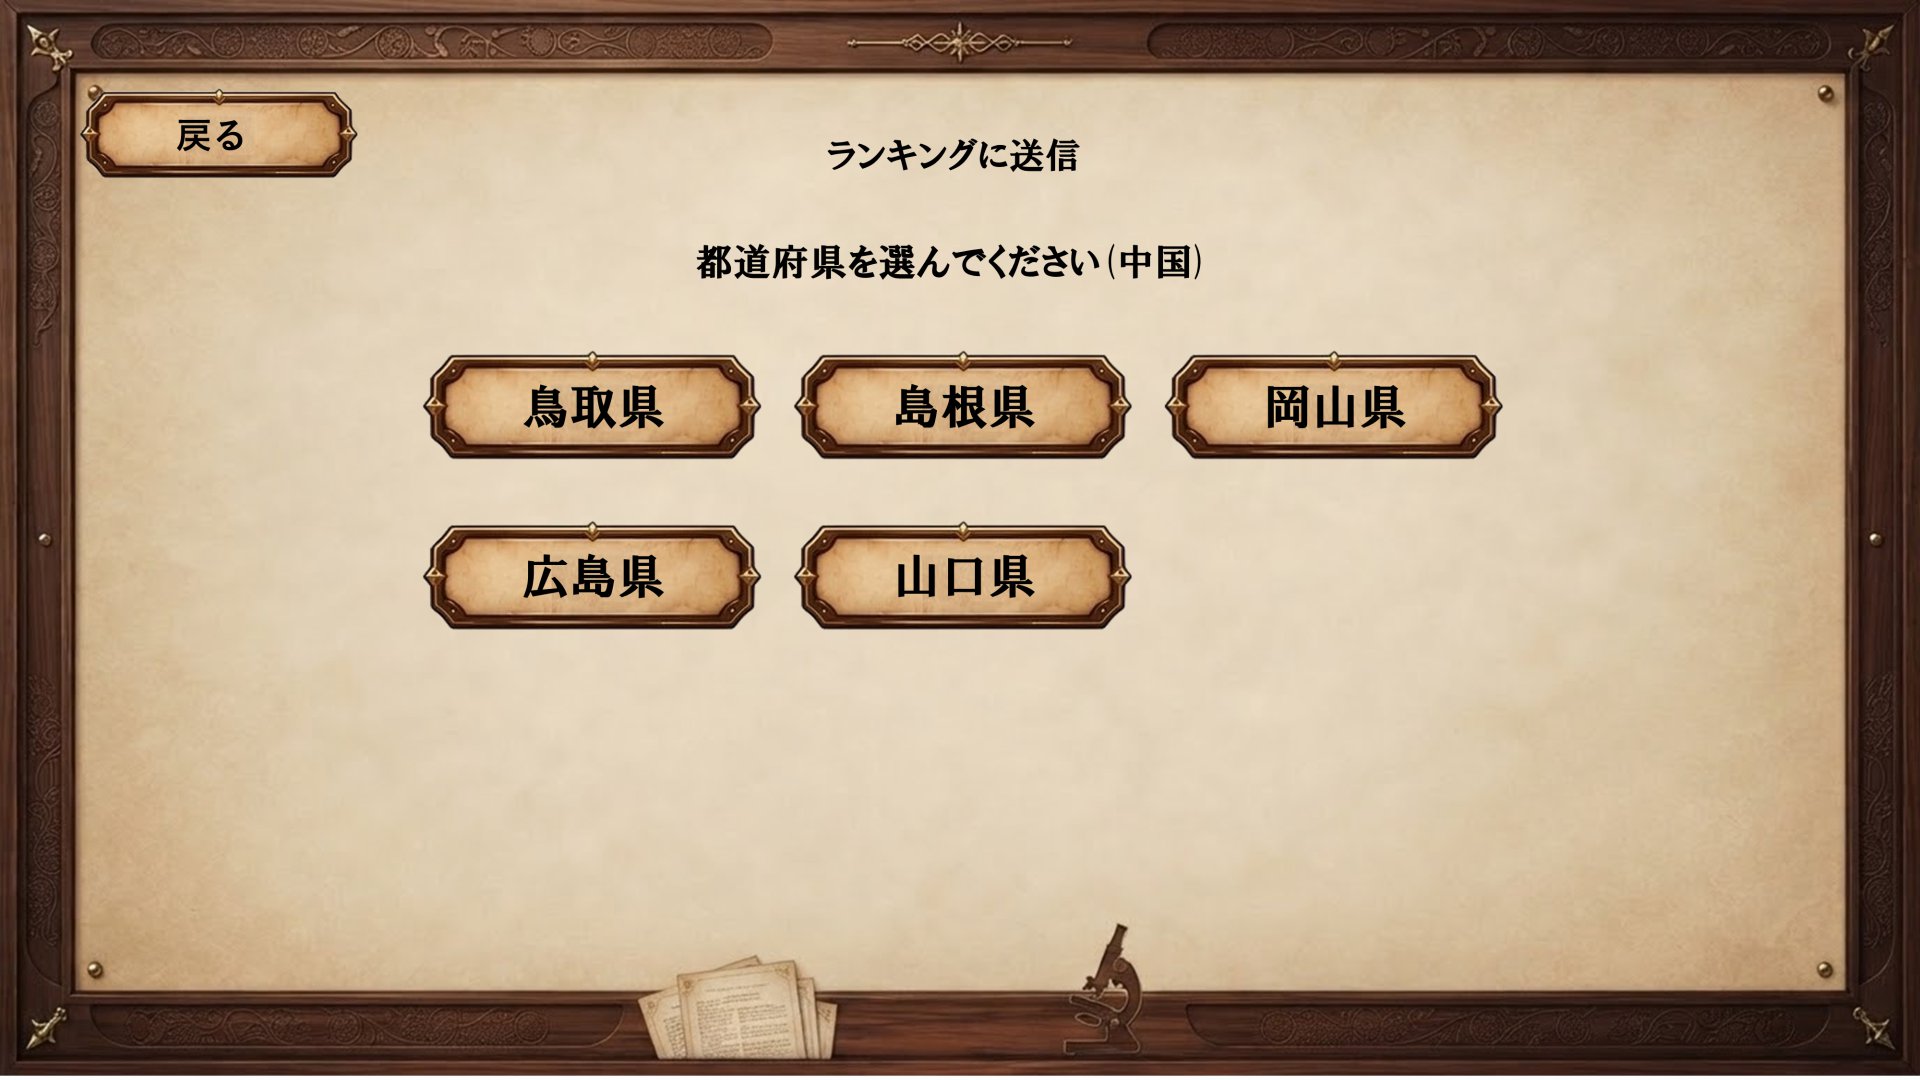 戻る
ランキングに送信
都道府県を選んでください(中国)
鳥取県
島根県
岡山県
広島県
山口県